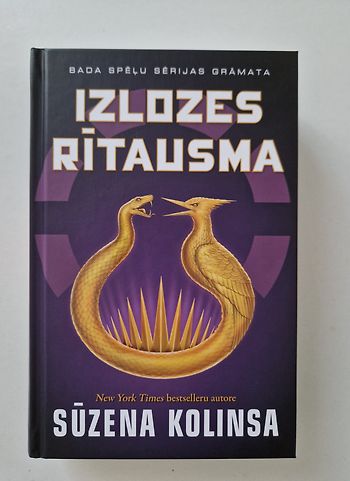 BADA SPĒĻU SĒRIJAS GRĀMATA
IZLOZES
RĪTAUSMA
New York Times bestselleru autore
SŪZENA KOLINSA